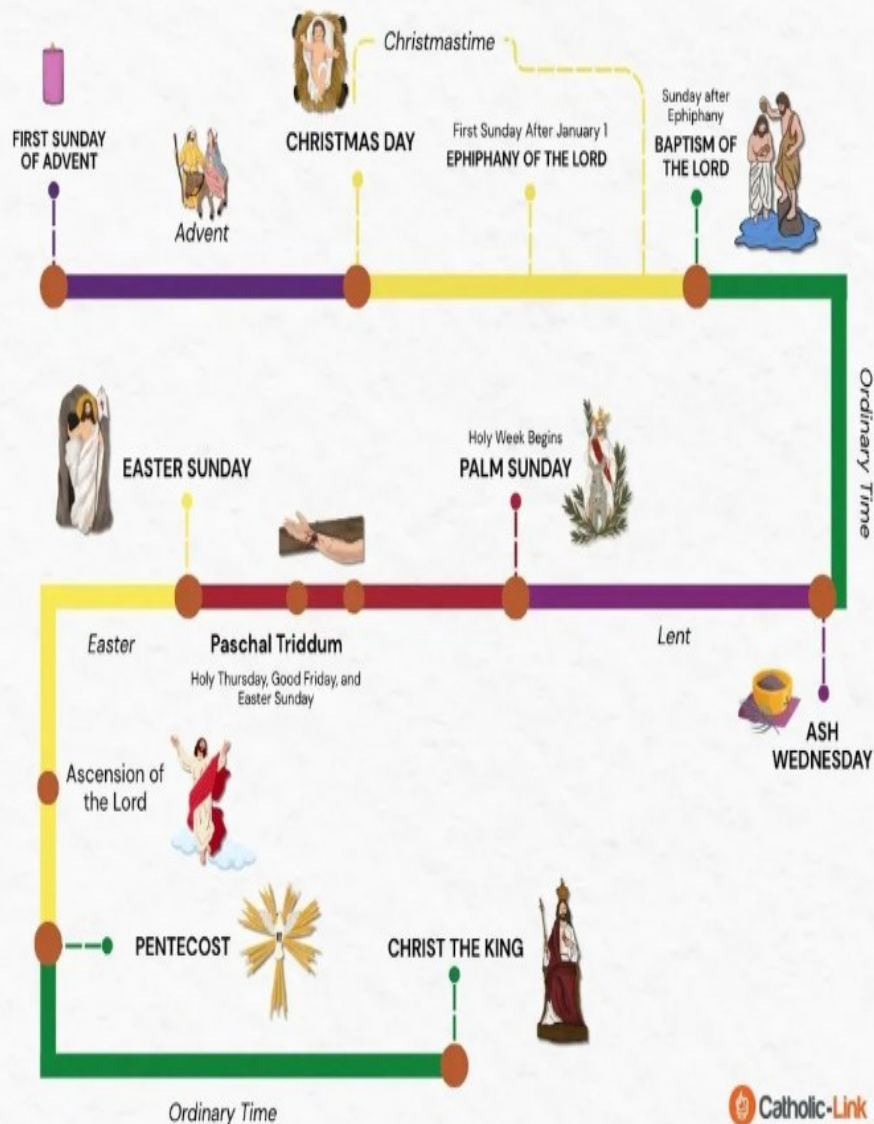 Christmastime
FIRST SUNDAY
OF ADVENT
Advent
CHRISTMAS DAY
First Sunday After January 1
EPIPHANY OF THE LORD
Sunday after
Ephiphany
BAPTISM OF
THE LORD
Ordinary Time
EASTER SUNDAY
Holy Week Begins
PALM SUNDAY
Easter
Paschal Triddum
Holy Thursday, Good Friday, and
Easter Sunday
Lent
ASH
WEDNESDAY
Ascension of
the Lord
PENTECOST
CHRIST THE KING
Ordinary Time
Catholic-Link